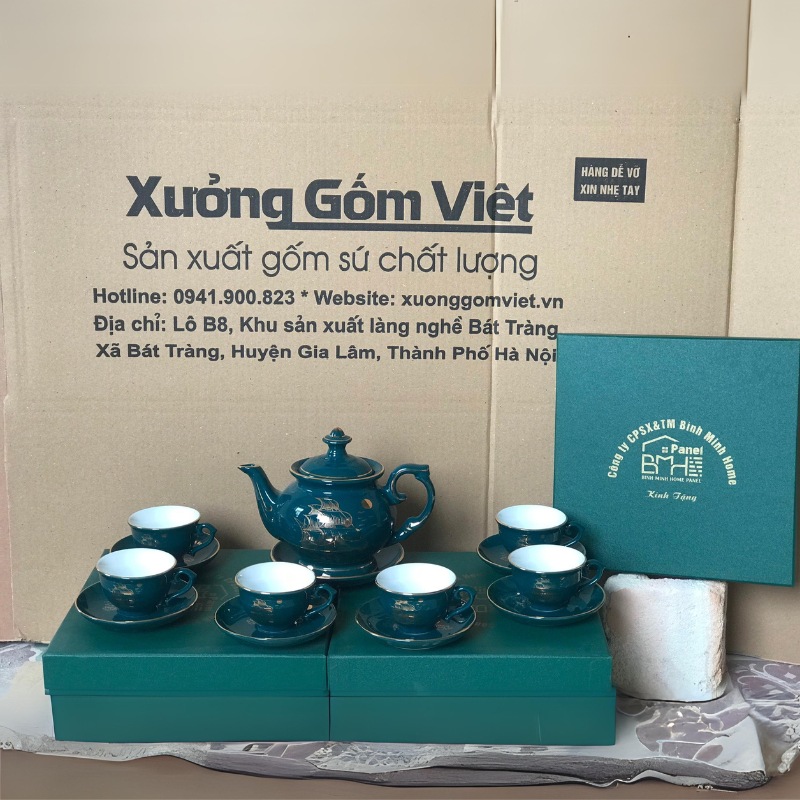 Xưởng Gốm Việt
HÀNG DỄ VỠ
XIN NHẸ TAY
Sản xuất gốm sứ chất lượng
Hotline: 0941.900.823 * Website: xuonggomviet.vn
Địa chỉ: Lô B8, Khu sản xuất làng nghề Bát Tràng
Xã Bát Tràng, Huyện Gia Lâm, Thành Phố Hà Nội
Công ty CPSX&TM Bình Minh Home
Panel
BMH
BINH MINH HOME PANEL
Kính Tặng